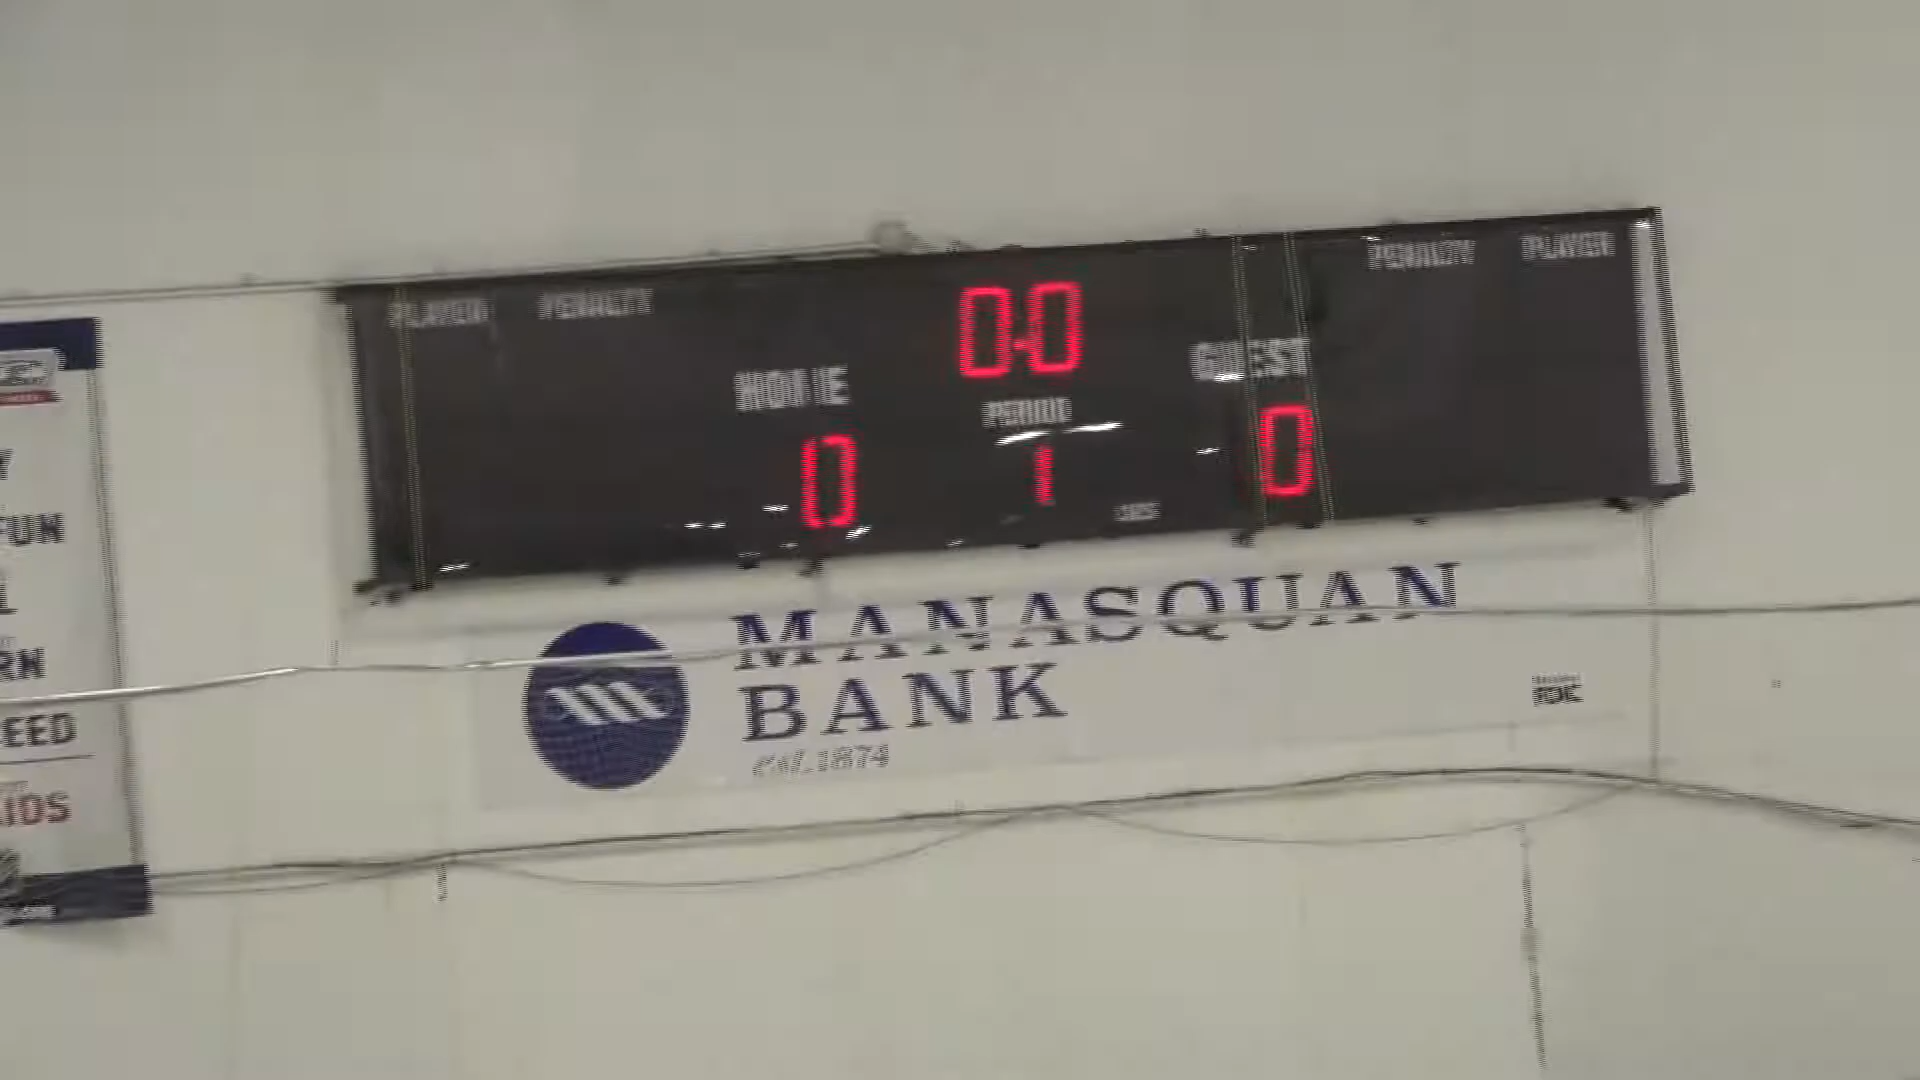 PLAYER PENALTY 0.0 PENALTY PLAYER
HOME GUEST
PERIOD
0 1 0
MANASQUAN
BANK
Est. 1874
FDIC
FUN
RN
EED
IDS